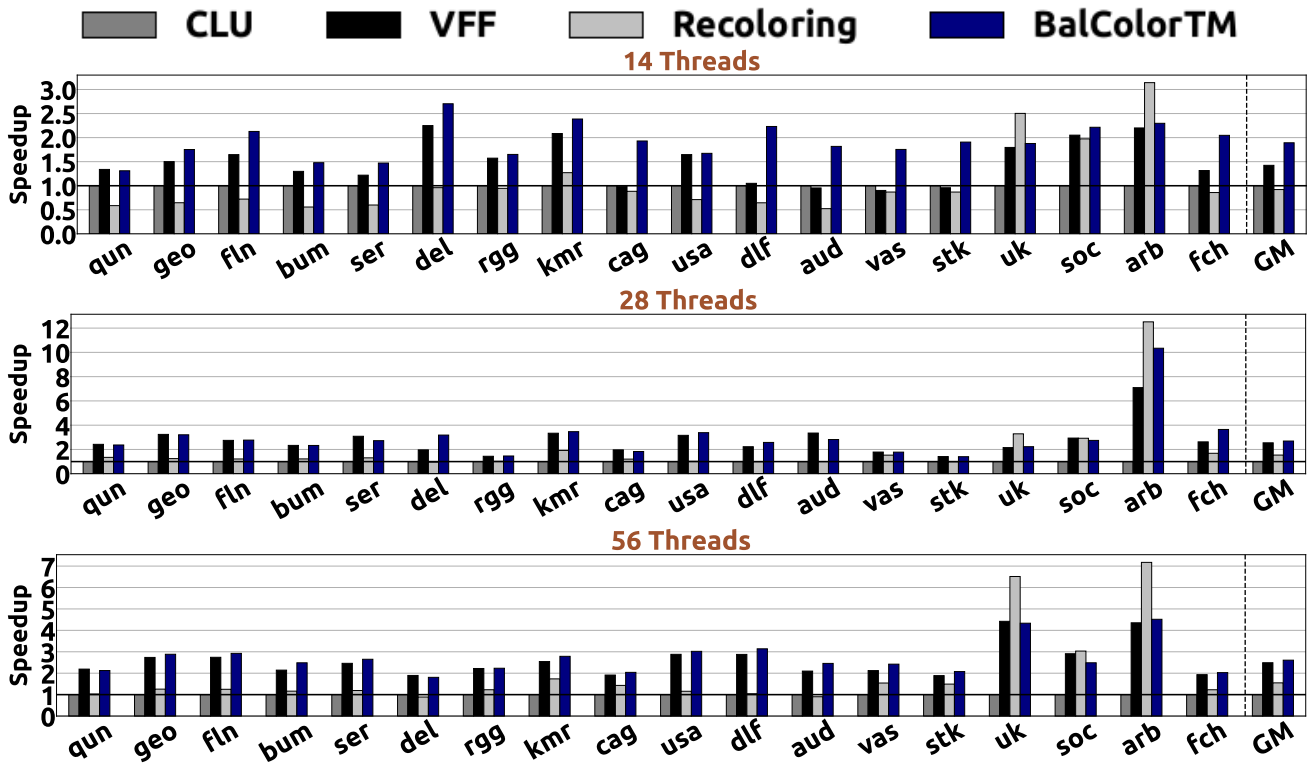 CLU VFF Recoloring BalColorTM
14 Threads
Speedup
3.0
2.5
2.0
1.5
1.0
0.5
0.0
qun geo fln bum ser del rgg kmr cag usa dlf aud vas stk uk soc arb fch GM
28 Threads
Speedup
12
10
8
6
4
2
0
qun geo fln bum ser del rgg kmr cag usa dlf aud vas stk uk soc arb fch GM
56 Threads
Speedup
7
6
5
4
3
2
1
0
qun geo fln bum ser del rgg kmr cag usa dlf aud vas stk uk soc arb fch GM